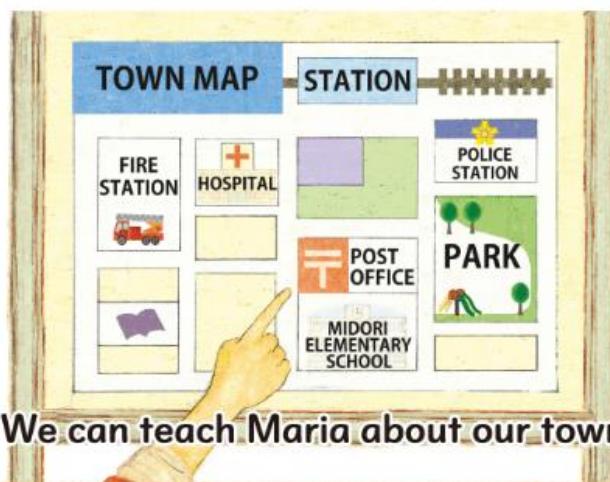 TOWN MAP
STATION
FIRE
STATION
HOSPITAL
POLICE
STATION
POST
OFFICE
PARK
MIDORI
ELEMENTARY
SCHOOL
We can teach Maria about our town